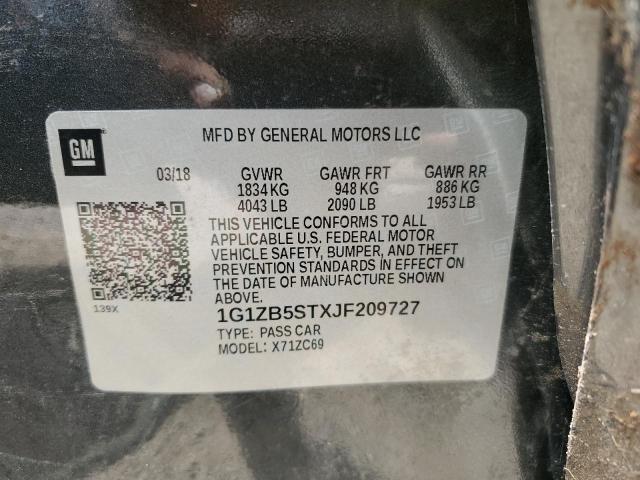 GM
MFD BY GENERAL MOTORS LLC
03/18 GVWR GAWR FRT GAWR RR
1834 KG 948 KG 886 KG
4043 LB 2090 LB 1953 LB
THIS VEHICLE CONFORMS TO ALL
APPLICABLE U.S. FEDERAL MOTOR
VEHICLE SAFETY, BUMPER, AND THEFT
PREVENTION STANDARDS IN EFFECT ON
THE DATE OF MANUFACTURE SHOWN
ABOVE.
139X
1G1ZB5STXJF209727
TYPE: PASS CAR
MODEL: X71ZC69